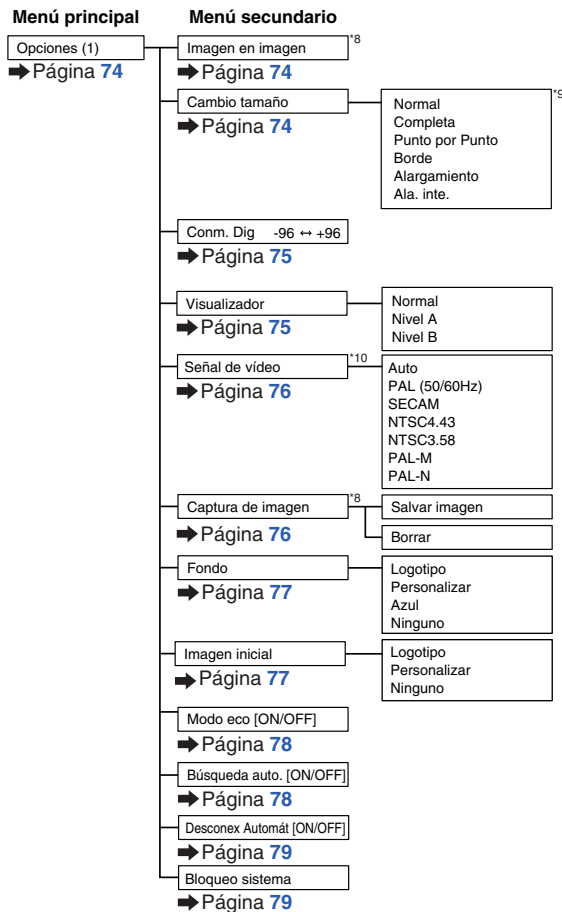 Menú principal Menú secundario
Opciones (1)
Página 74
Imagen en imagen *8
Página 74
Cambio tamaño
Página 74
Normal *9
Completa
Punto por Punto
Borde
Alargamiento
Ala. inte.
Conm. Dig -96 ↔ +96
Página 75
Visualizador
Página 75
Normal
Nivel A
Nivel B
Señal de vídeo *10
Página 76
Auto
PAL (50/60Hz)
SECAM
NTSC4.43
NTSC3.58
PAL-M
PAL-N
Captura de imagen *8
Página 76
Salvar imagen
Borrar
Fondo
Página 77
Logotipo
Personalizar
Azul
Ninguno
Imagen inicial
Página 77
Logotipo
Personalizar
Ninguno
Modo eco [ON/OFF]
Página 78
Búsqueda auto. [ON/OFF]
Página 78
Desconex Automát [ON/OFF]
Página 79
Bloqueo sistema
Página 79